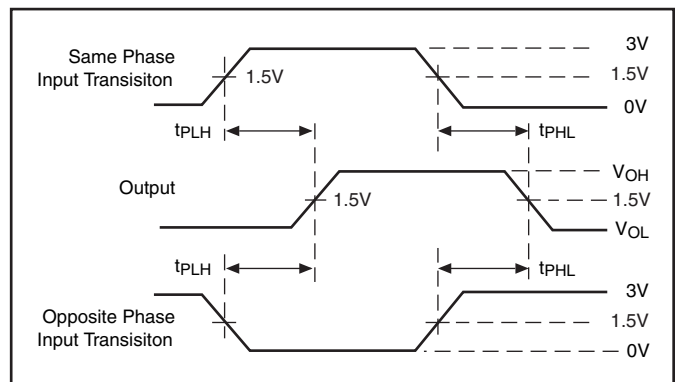 Same Phase
Input Transisiton
1.5V
3V
1.5V
0V
tPLH
tPHL
Output
1.5V
VOH
1.5V
VOL
tPLH
tPHL
Opposite Phase
Input Transisiton
3V
1.5V
0V